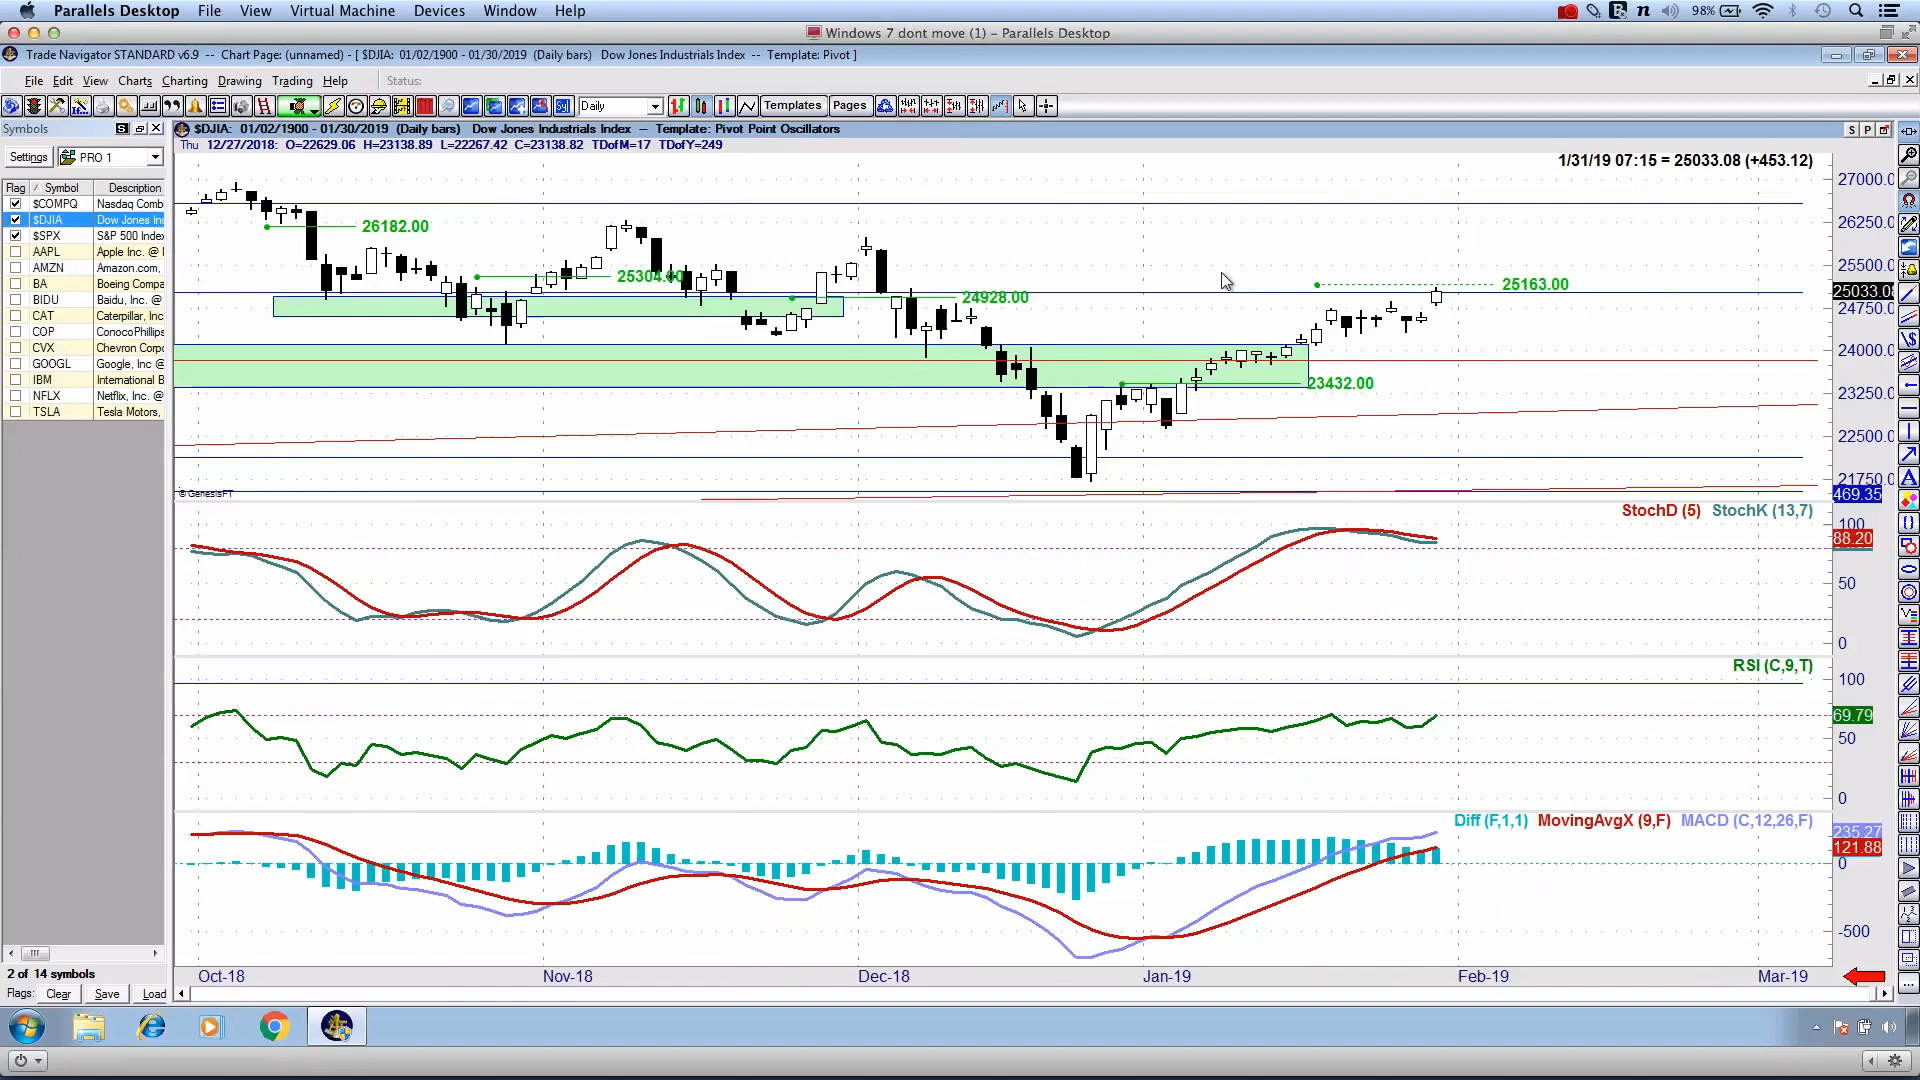 Parallels Desktop File View Virtual Machine Devices Window Help 98%
Windows 7 dont move (1) - Parallels Desktop
Trade Navigator STANDARD v6.9 -- Chart Page: (unnamed) - [ $DJIA: 01/02/1900 - 01/30/2019 (Daily bars) Dow Jones Industrials Index -- Template: Pivot ]
File Edit View Charts Charting Drawing Trading Help Status:
Daily Templates Pages
Symbols
$DJIA: 01/02/1900 - 01/30/2019 (Daily bars) Dow Jones Industrials Index -- Template: Pivot Point Oscillators S P
Thu 12/27/2018: O=22629.06 H=23138.89 L=22267.42 C=23138.82 TDofM=17 TDofY=249
Settings PRO 1
1/31/19 07:15 = 25033.08 (+453.12)
Flag Symbol Description
$COMPQ Nasdaq Comb
$DJIA Dow Jones Ind
$SPX S&P 500 Index
AAPL Apple Inc. @
AMZN Amazon.com,
BA Boeing Compa
BIDU Baidu, Inc. @
CAT Caterpillar, Inc
COP ConocoPhillips
CVX Chevron Corpo
GOOGL Google, Inc @
IBM International B
NFLX Netflix, Inc. @
TSLA Tesla Motors,
27000.0
26250.0
25500.0
25033.08
24750.0
24000.0
23250.0
22500.0
21750.0
469.35
26182.00
25304.00
24928.00
25163.00
23432.00
© GenesisFT
StochD (5) StochK (13,7)
100
88.20
50
0
RSI (C,9,T)
100
69.79
50
0
Diff (F,1,1) MovingAvgX (9,F) MACD (C,12,26,F)
235.27
121.88
0
-500
Oct-18 Nov-18 Dec-18 Jan-19 Feb-19 Mar-19
2 of 14 symbols
Flags: Clear Save Load